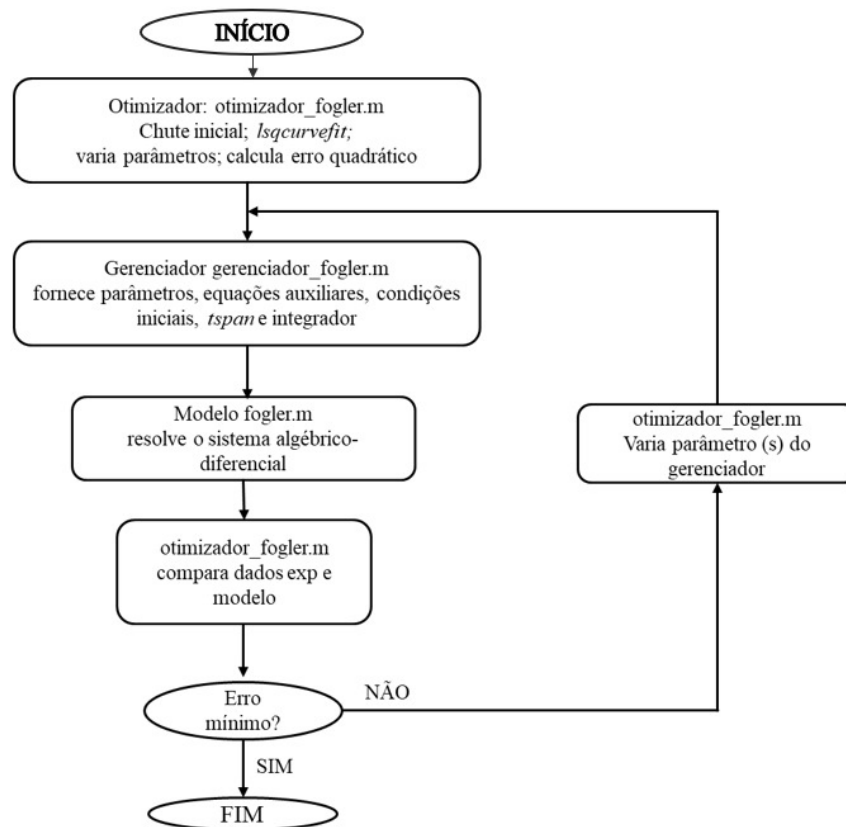 INÍCIO
Otimizador: otimizador_fogler.m
Chute inicial; lsqcurvefit;
varia parâmetros; calcula erro quadrático
Gerenciador gerenciador_fogler.m
fornece parâmetros, equações auxiliares, condições
iniciais, tspan e integrador
Modelo fogler.m
resolve o sistema algébrico-
diferencial
otimizador_fogler.m
Varia parâmetro (s) do
gerenciador
otimizador_fogler.m
compara dados exp e
modelo
Erro
mínimo?
NÃO
SIM
FIM